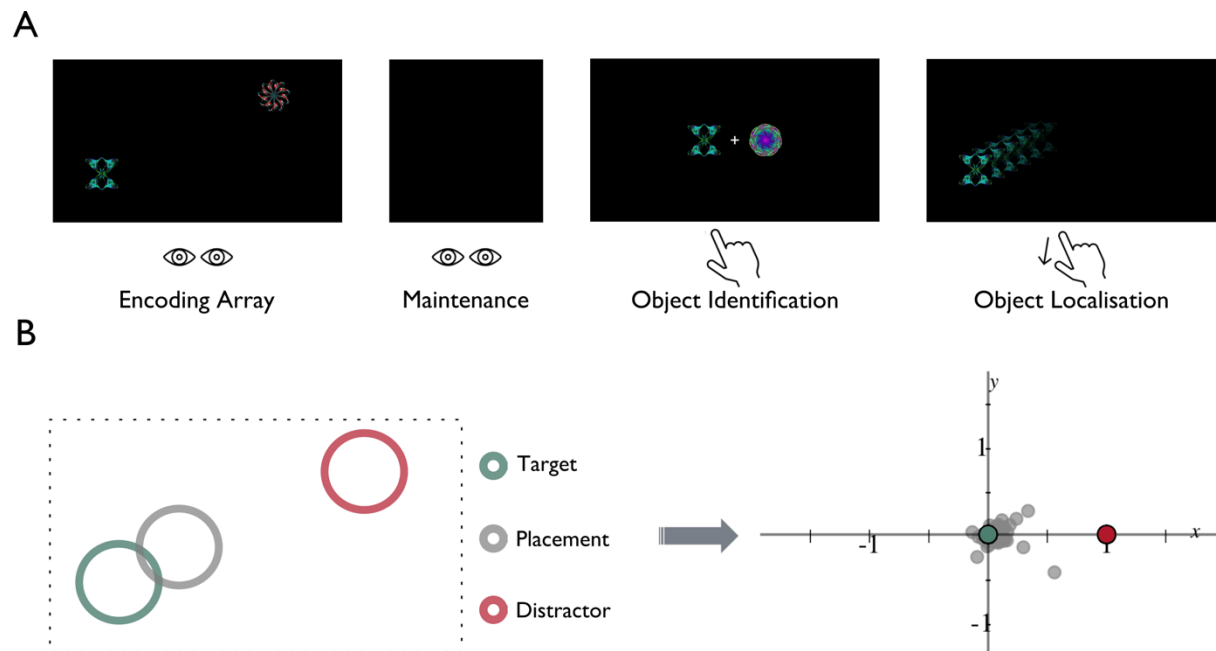 A
+
Encoding Array
Maintenance
Object Identification
Object Localisation
B
Target
Placement
Distractor
y
1
-1
1
x
-1